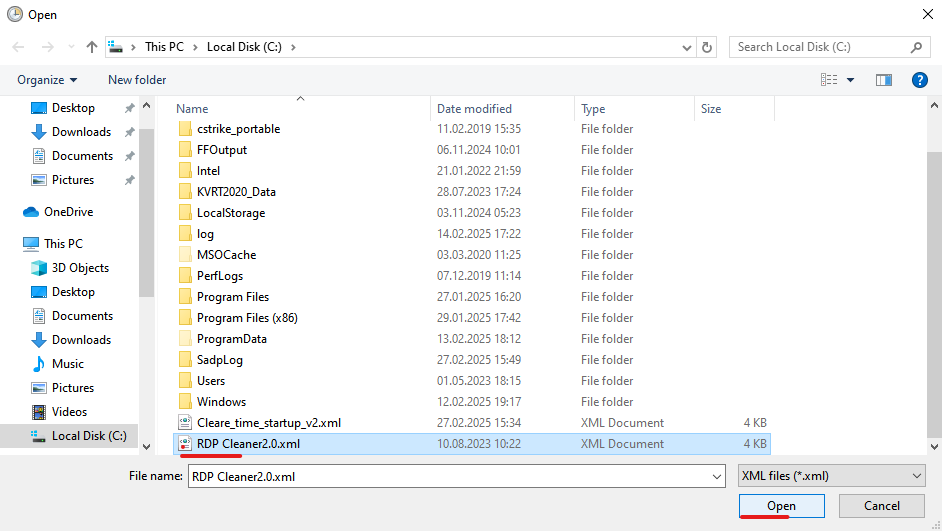 Open
This PC > Local Disk (C:) >
Search Local Disk (C:)
Organize
New folder
Desktop
Downloads
Documents
Pictures
OneDrive
This PC
3D Objects
Desktop
Documents
Downloads
Music
Pictures
Videos
Local Disk (C:)
Name Date modified Type Size
cstrike_portable 11.02.2019 15:35 File folder
FFOutput 06.11.2024 10:01 File folder
Intel 21.01.2022 21:59 File folder
KVRT2020_Data 28.07.2023 17:24 File folder
LocalStorage 03.11.2024 05:23 File folder
log 14.02.2025 17:22 File folder
MSOCache 03.03.2020 11:25 File folder
PerfLogs 07.12.2019 11:14 File folder
Program Files 27.01.2025 16:20 File folder
Program Files (x86) 29.01.2025 17:42 File folder
ProgramData 13.02.2025 18:12 File folder
SadpLog 27.02.2025 15:49 File folder
Users 01.05.2023 18:15 File folder
Windows 12.02.2025 19:17 File folder
Cleare_time_startup_v2.xml 27.02.2025 15:34 XML Document 4 KB
RDP Cleaner2.0.xml 10.08.2023 10:22 XML Document 4 KB
File name: RDP Cleaner2.0.xml XML files (*.xml)
Open Cancel